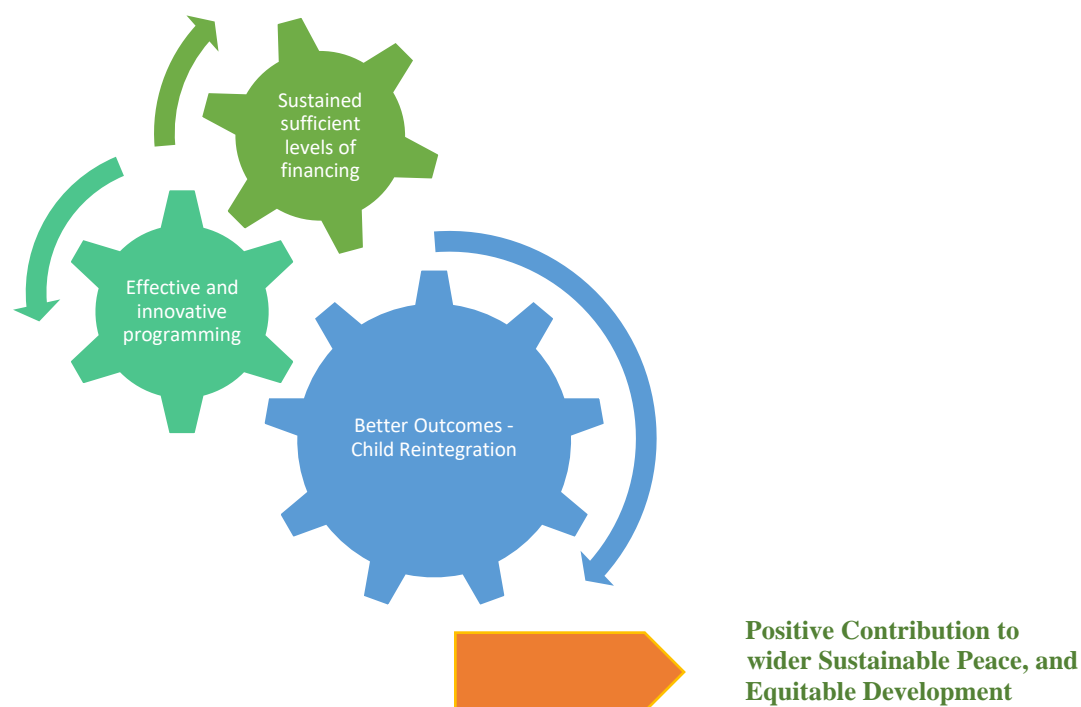 Sustained
sufficient
levels of
financing
Effective and
innovative
programming
Better Outcomes -
Child Reintegration
Positive Contribution to
wider Sustainable Peace, and
Equitable Development